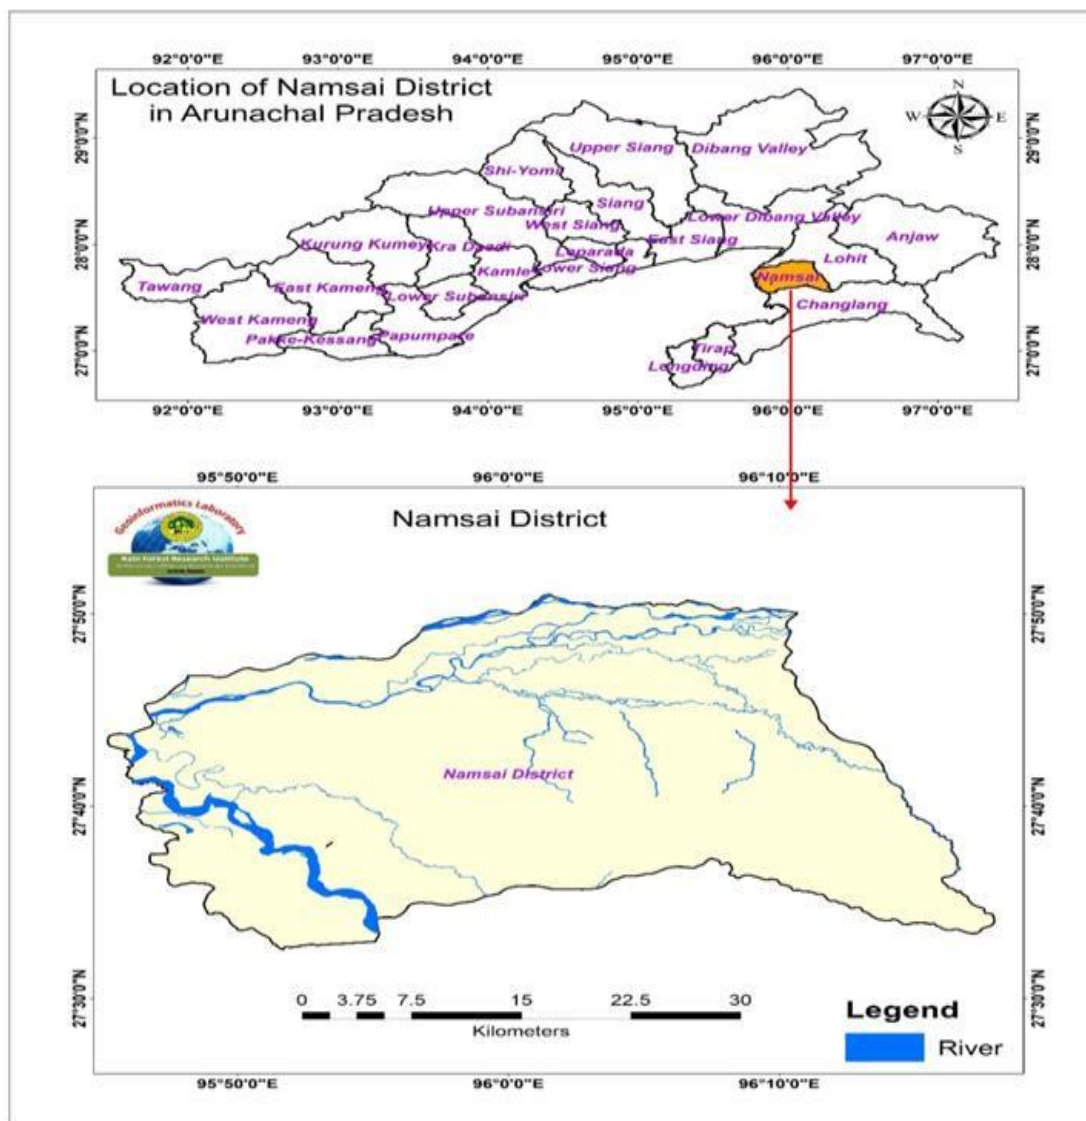 92°0'0"E 93°0'0"E 94°0'0"E 95°0'0"E 96°0'0"E 97°0'0"E
Location of Namsai District
in Arunachal Pradesh
N
W E
S
29°0'0"N 29°0'0"N
Upper Siang Dibang Valley
Shi-Yomi
Siang
Upper Subansiri Lower Dibang Valley
West Siang
Kurung Kumey Kra Daadi East Siang Anjaw
28°0'0"N 28°0'0"N
Laparada Lohit
Kamle Lower Siang Namsai
Tawang East Kameng Lower Subansiri Changlang
West Kameng
Pakke-Kessang Papumpare
Tirap
27°0'0"N 27°0'0"N
Longding
92°0'0"E 93°0'0"E 94°0'0"E 95°0'0"E 96°0'0"E 97°0'0"E
95°50'0"E 96°0'0"E 96°10'0"E
Geoinformatics Laboratory
Namsai District
Rain Forest Research Institute
27°50'0"N 27°50'0"N
Namsai District
27°40'0"N 27°40'0"N
27°30'0"N 27°30'0"N
0 3.75 7.5 15 22.5 30
Kilometers
Legend
River
95°50'0"E 96°0'0"E 96°10'0"E